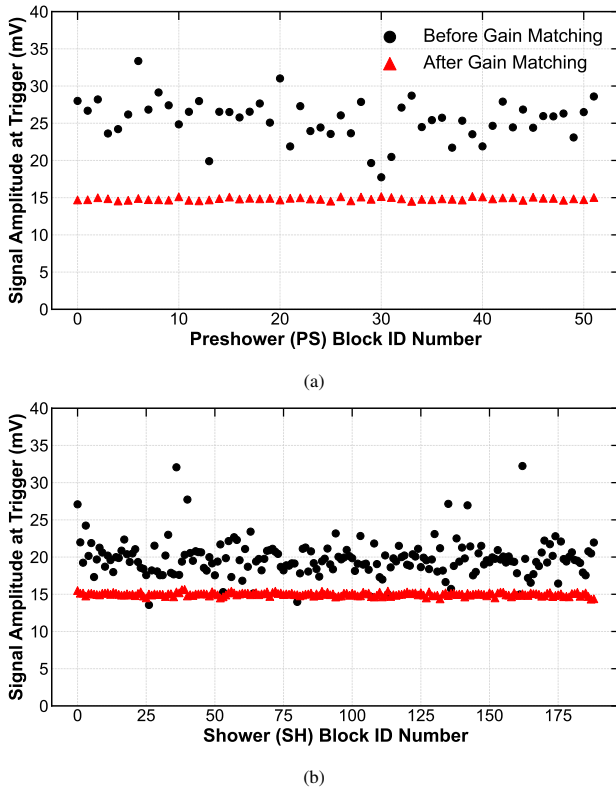 40
35
30
25
20
15
10
5
0
Signal Amplitude at Trigger (mV)
Before Gain Matching
After Gain Matching
0 10 20 30 40 50
Preshower (PS) Block ID Number
(a)
40
35
30
25
20
15
10
5
0
Signal Amplitude at Trigger (mV)
0 25 50 75 100 125 150 175
Shower (SH) Block ID Number
(b)